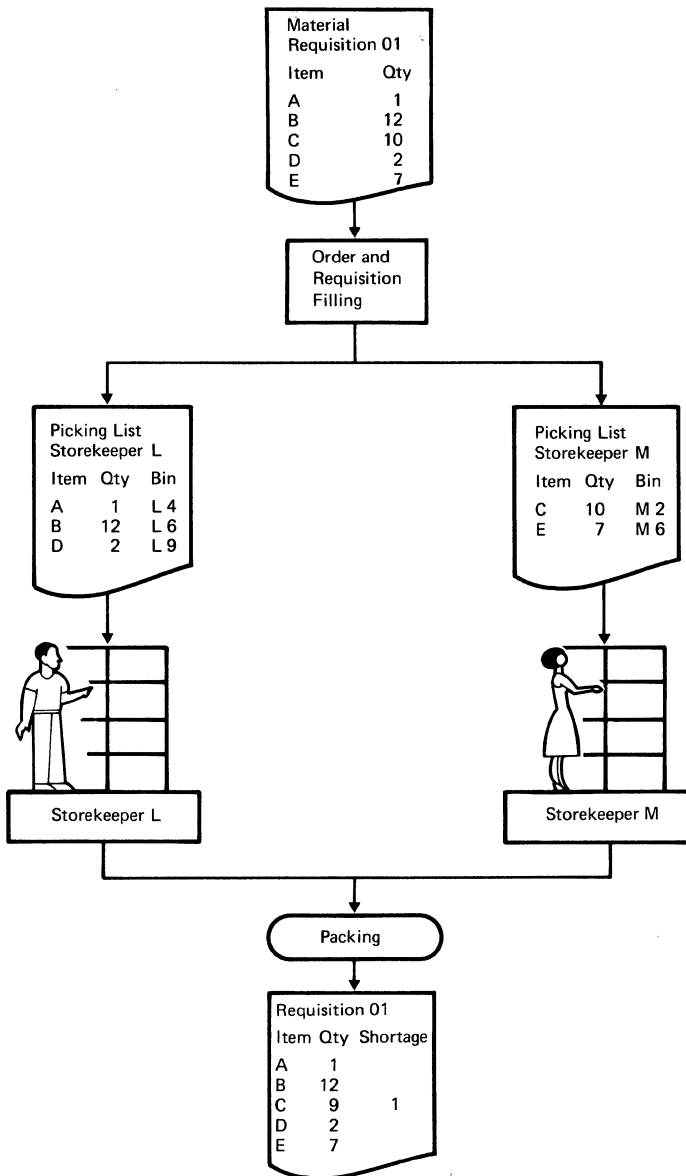 Material
Requisition 01
Item Qty
A 1
B 12
C 10
D 2
E 7
Order and
Requisition
Filling
Picking List
Storekeeper L
Item Qty Bin
A 1 L 4
B 12 L 6
D 2 L 9
Picking List
Storekeeper M
Item Qty Bin
C 10 M 2
E 7 M 6
Storekeeper L
Storekeeper M
Packing
Requisition 01
Item Qty Shortage
A 1
B 12
C 9 1
D 2
E 7